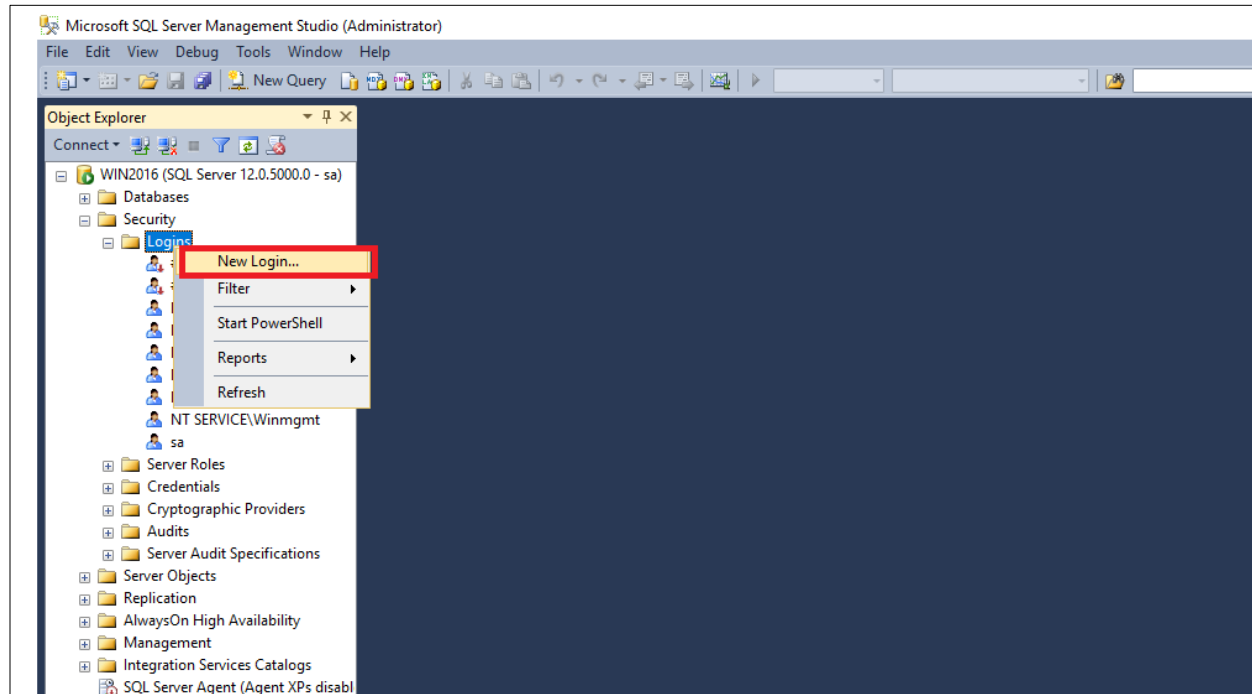 Microsoft SQL Server Management Studio (Administrator)
File Edit View Debug Tools Window Help
New Query
Object Explorer
Connect
WIN2016 (SQL Server 12.0.5000.0 - sa)
Databases
Security
Logins
New Login...
Filter
Start PowerShell
Reports
Refresh
NT SERVICE\Winmgmt
sa
Server Roles
Credentials
Cryptographic Providers
Audits
Server Audit Specifications
Server Objects
Replication
AlwaysOn High Availability
Management
Integration Services Catalogs
SQL Server Agent (Agent XPs disabl